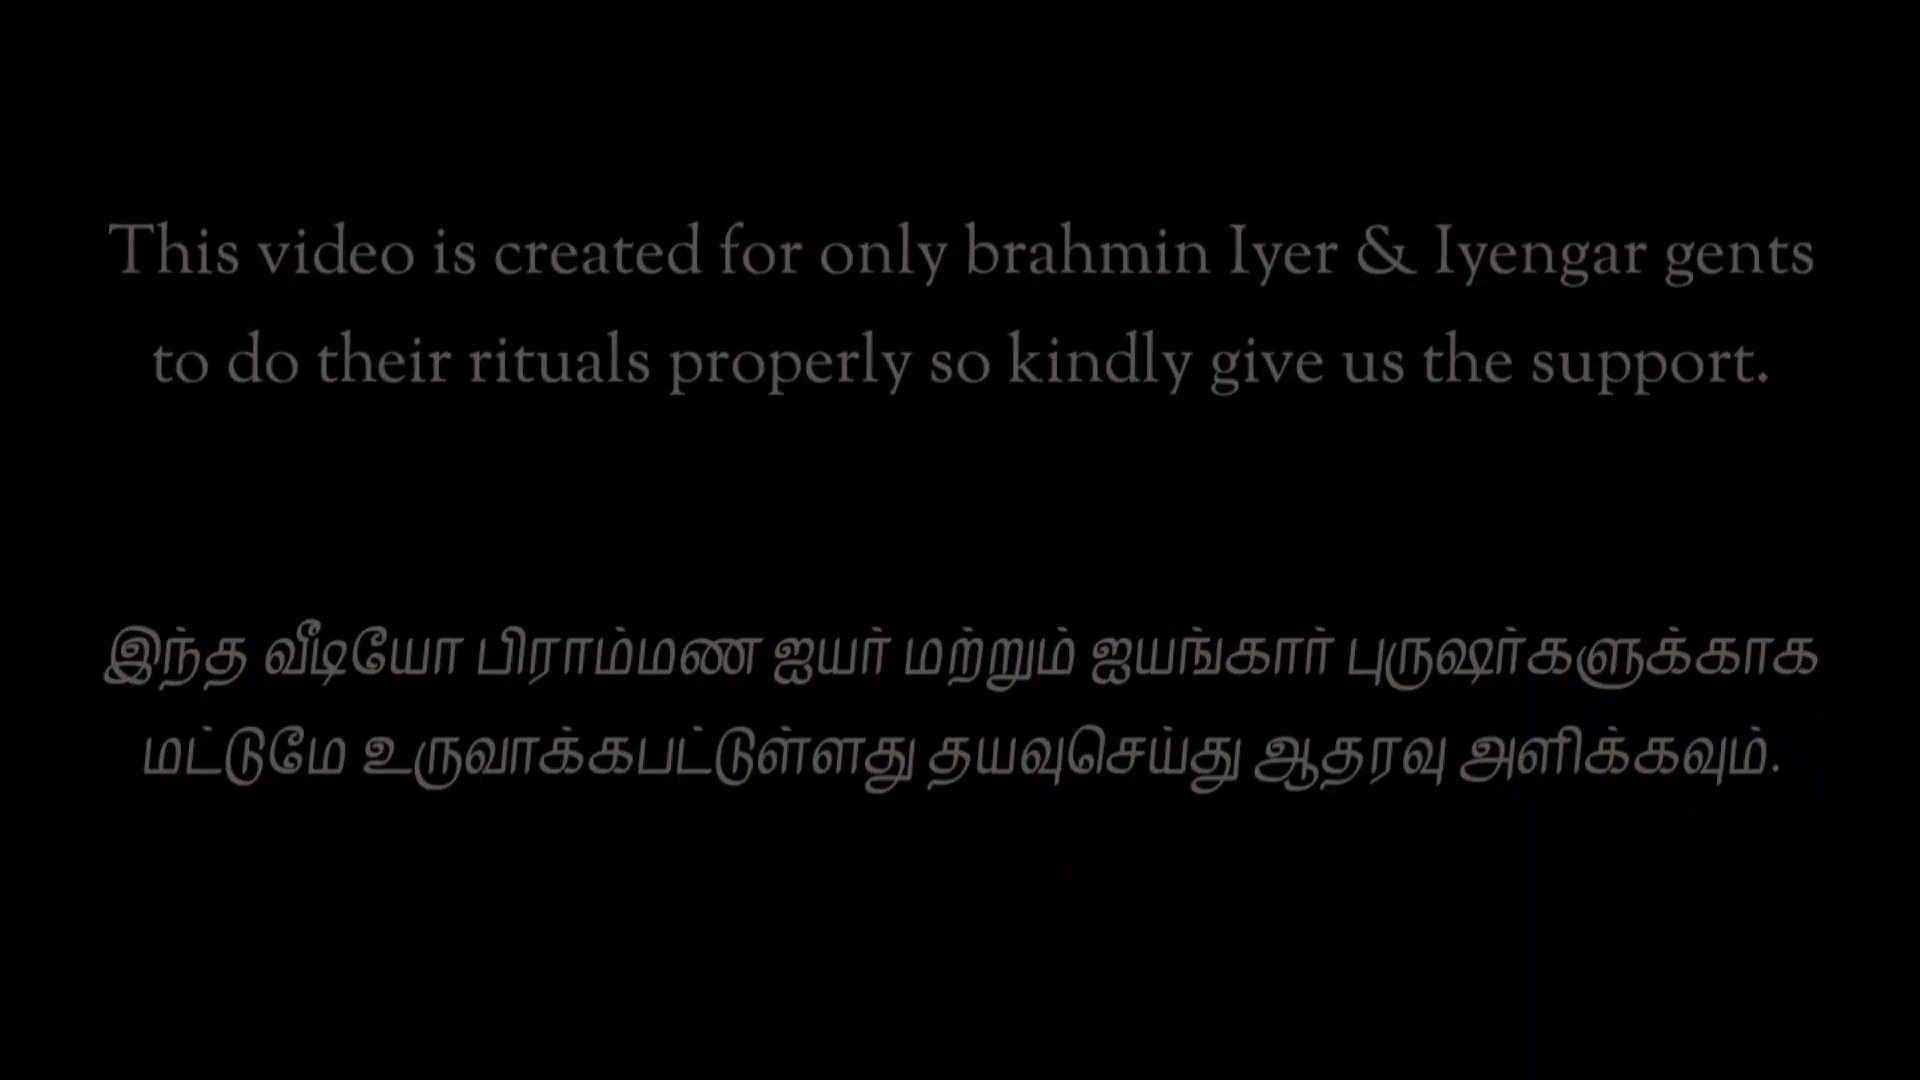 This video is created for only brahmin Iyer & Iyengar gents
to do their rituals properly so kindly give us the support.
இந்த வீடியோ பிராம்மண ஐயர் மற்றும் ஐயங்கார் புருஷர்களுக்காக
மட்டுமே உருவாக்கபட்டுள்ளது தயவுசெய்து ஆதரவு அளிக்கவும்.